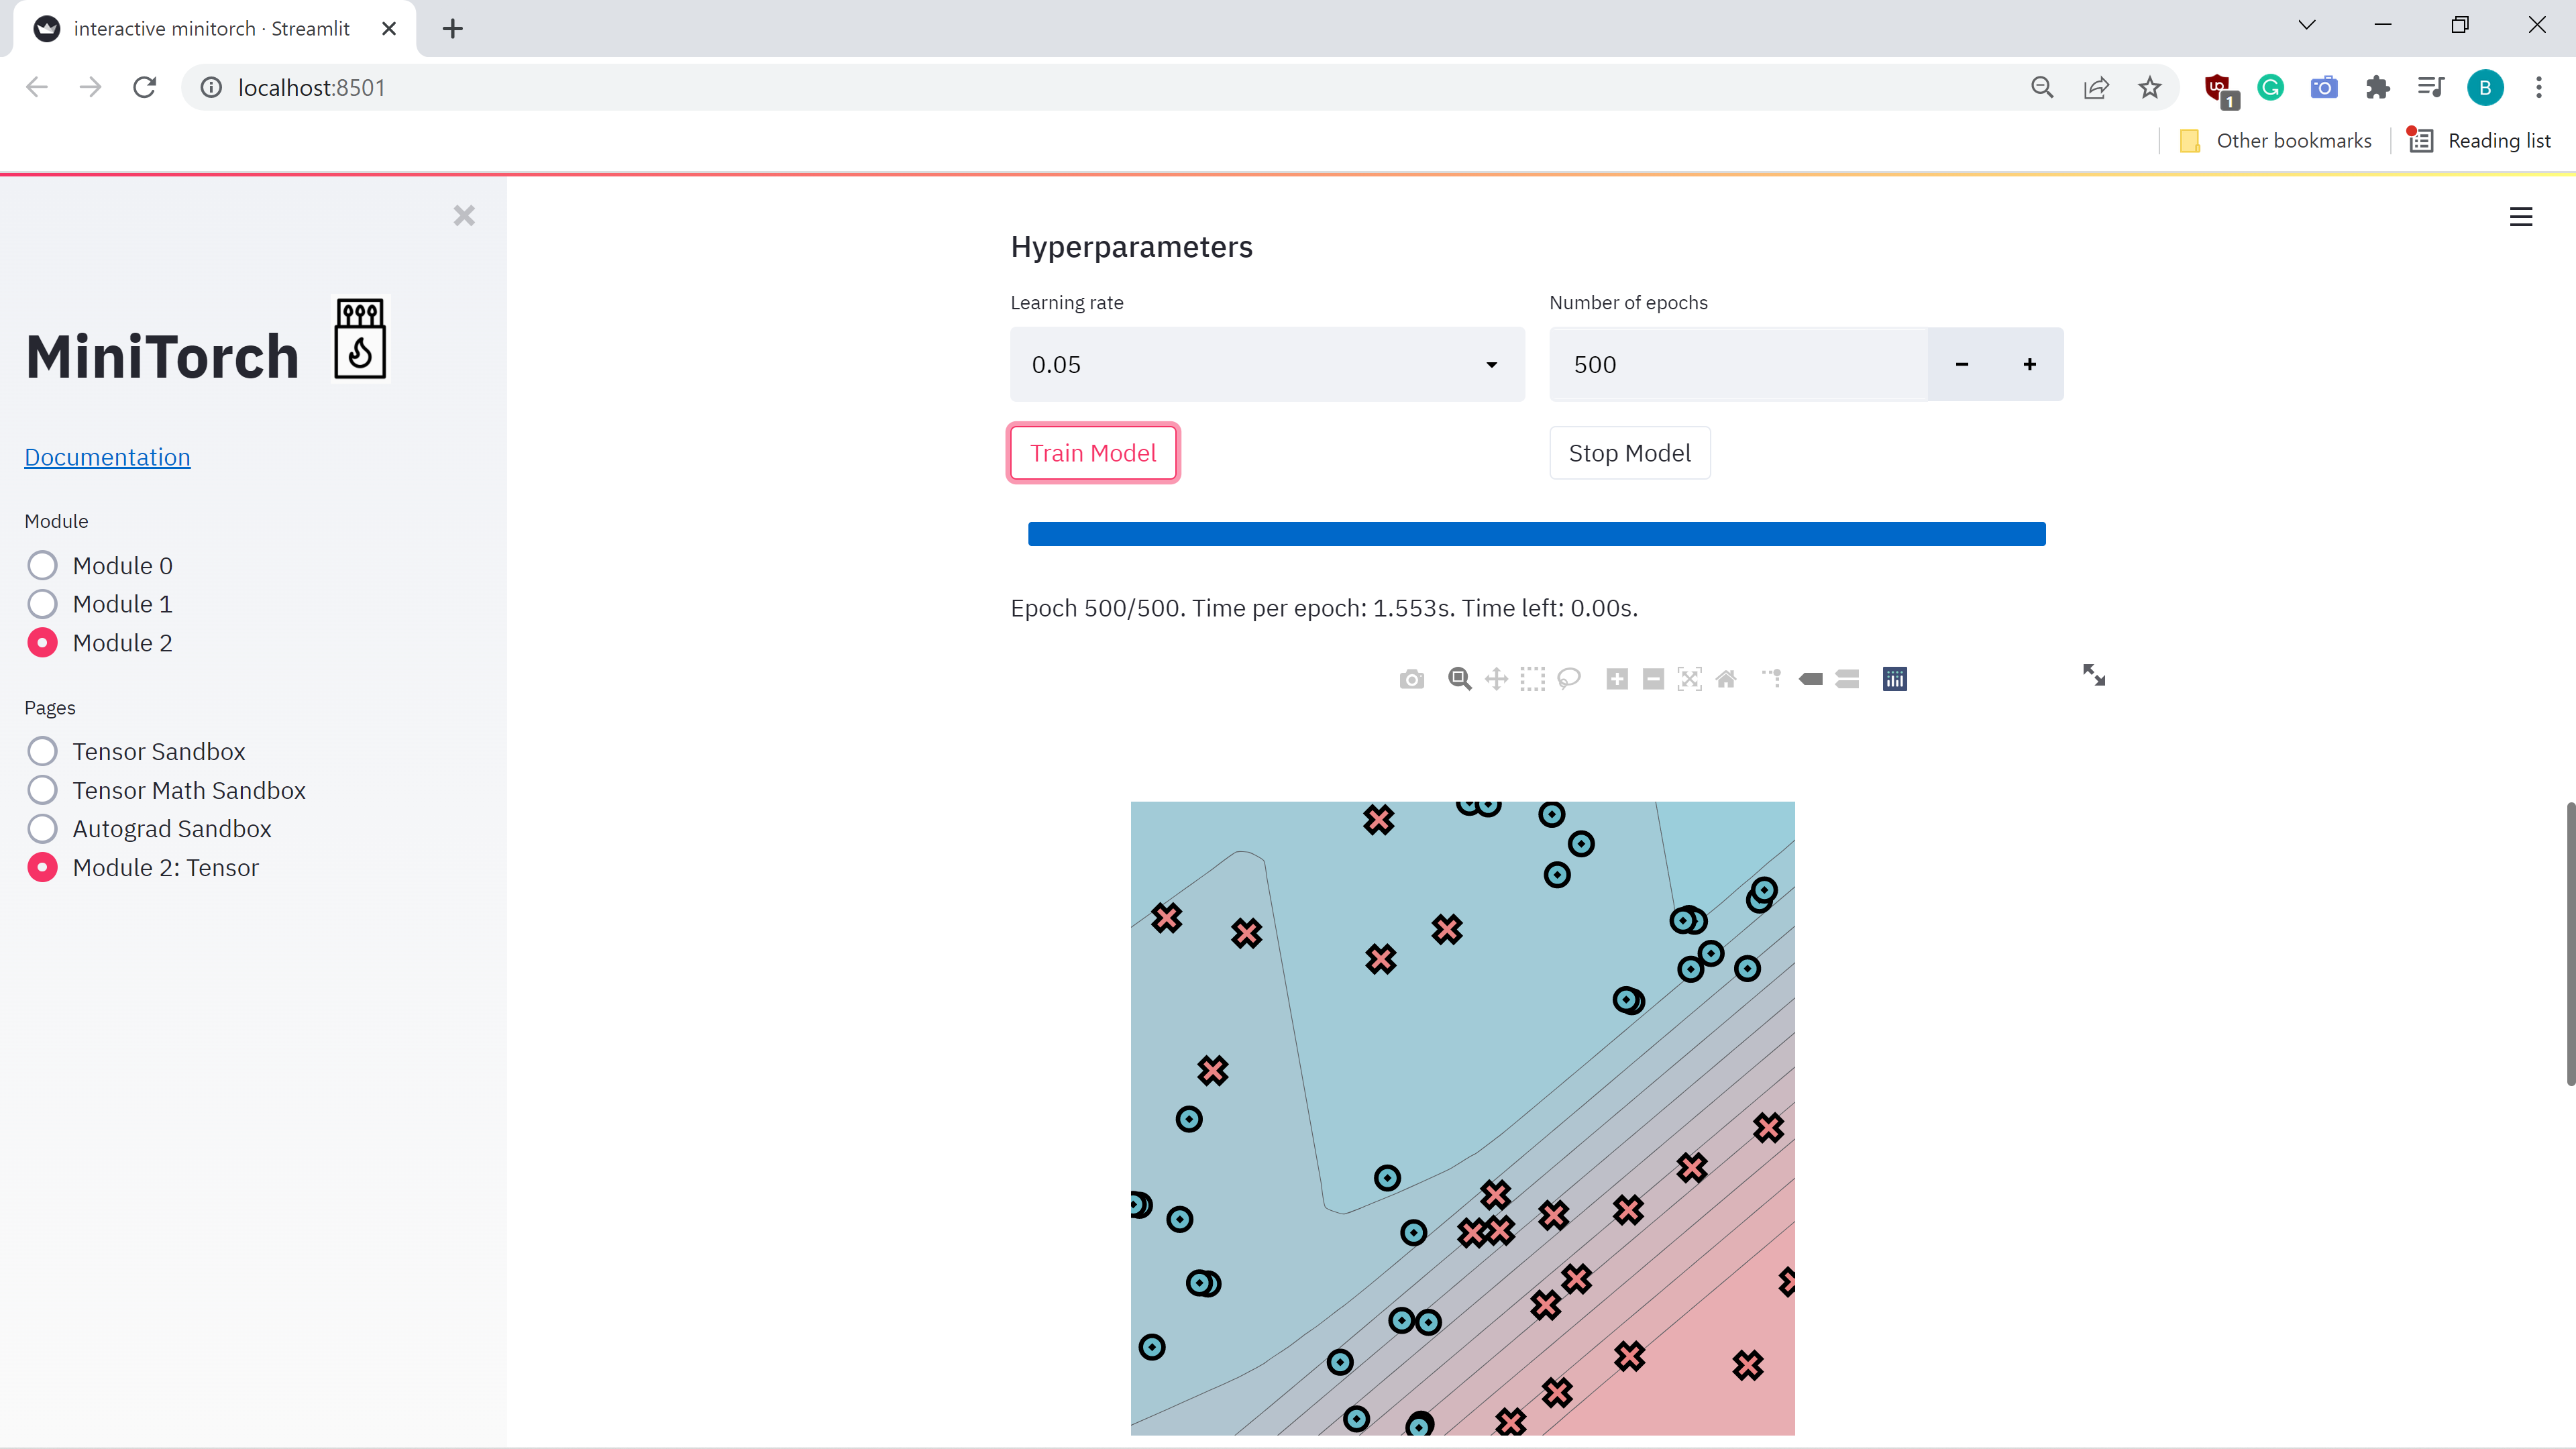 interactive minitorch · Streamlit
localhost:8501
1
B
Other bookmarks
Reading list
MiniTorch
Documentation
Module
Module 0
Module 1
Module 2
Pages
Tensor Sandbox
Tensor Math Sandbox
Autograd Sandbox
Module 2: Tensor
Hyperparameters
Learning rate
Number of epochs
0.05
500
Train Model
Stop Model
Epoch 500/500. Time per epoch: 1.553s. Time left: 0.00s.